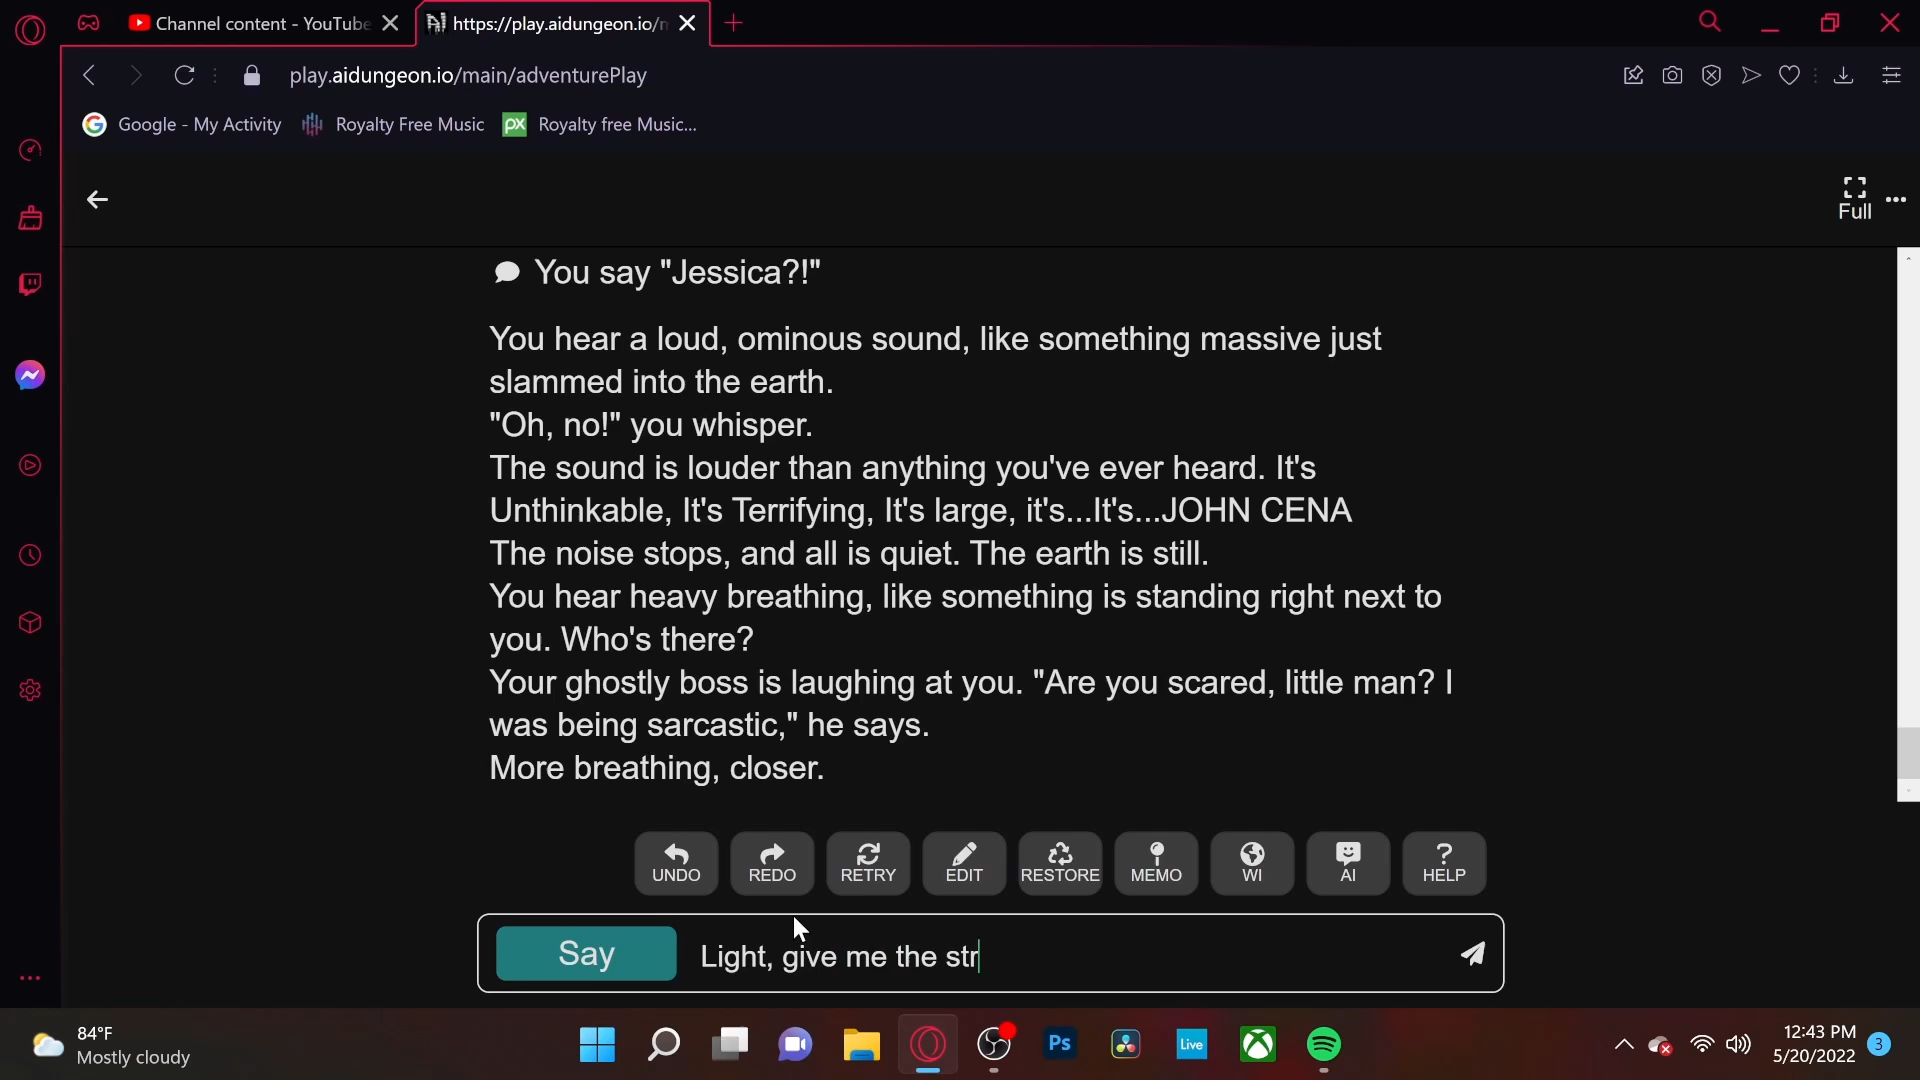 Channel content - YouTube
https://play.aidungeon.io/
play.aidungeon.io/main/adventurePlay
Google - My Activity
Royalty Free Music
px
Royalty free Music...
Full
You say "Jessica?!"
You hear a loud, ominous sound, like something massive just
slammed into the earth.
"Oh, no!" you whisper.
The sound is louder than anything you've ever heard. It's
Unthinkable, It's Terrifying, It's large, it's...It's...JOHN CENA
The noise stops, and all is quiet. The earth is still.
You hear heavy breathing, like something is standing right next to
you. Who's there?
Your ghostly boss is laughing at you. "Are you scared, little man? I
was being sarcastic," he says.
More breathing, closer.
UNDO
REDO
RETRY
EDIT
RESTORE
MEMO
WI
AI
HELP
Say
Light, give me the str
84°F
Mostly cloudy
Ps
Live
12:43 PM
5/20/2022
3